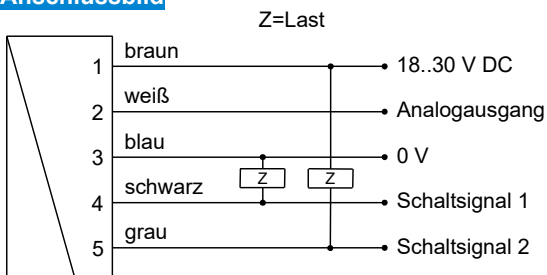 Anschlussbild
Z=Last
1 braun 18..30 V DC
2 weiß Analogausgang
3 blau 0 V
Z Z
4 schwarz Schaltsignal 1
5 grau Schaltsignal 2